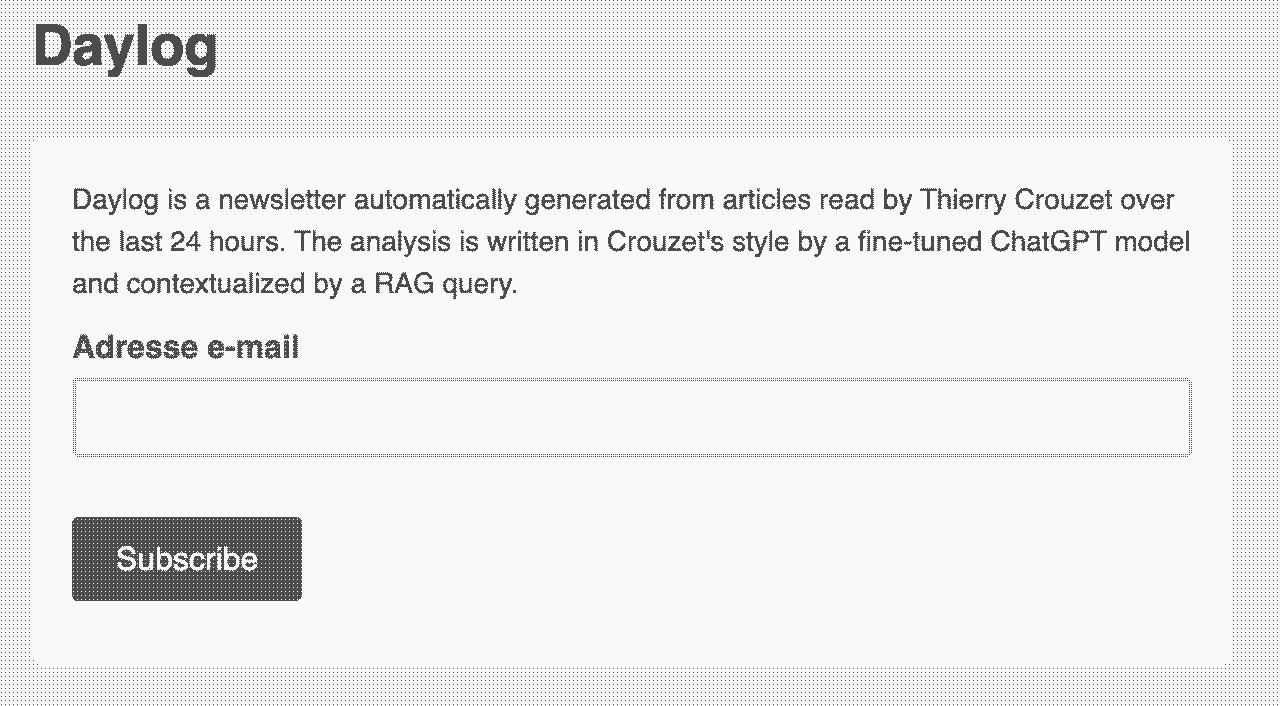 Daylog
Daylog is a newsletter automatically generated from articles read by Thierry Crouzet over
the last 24 hours. The analysis is written in Crouzet's style by a fine-tuned ChatGPT model
and contextualized by a RAG query.
Adresse e-mail
Subscribe